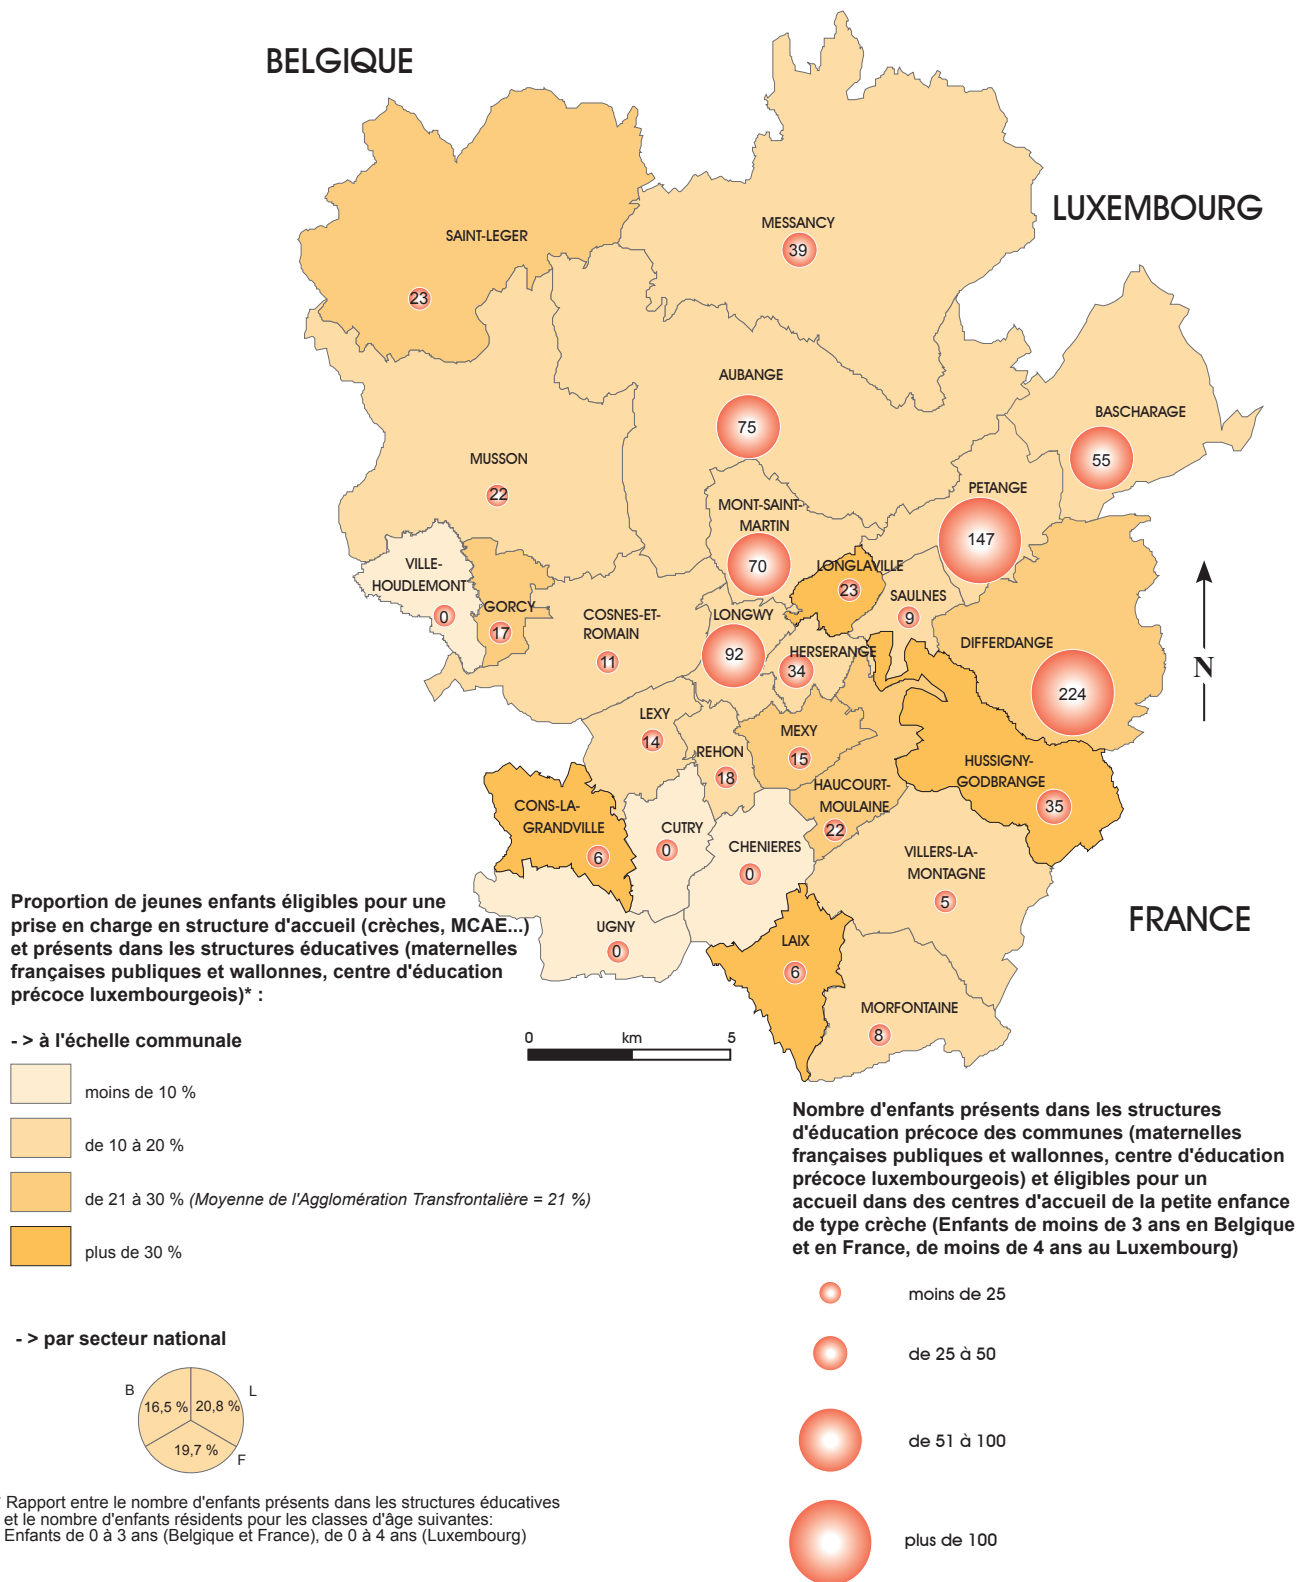 BELGIQUE
LUXEMBOURG
MESSANCY
39
SAINT-LEGER
23
AUBANGE
75
BASCHARAGE
55
MUSSON
22
PETANGE
147
MONT-SAINT-
MARTIN
70
LONGLAVILLE
23
VILLE-
HOUDLEMONT
0
GORCY
17
COSNES-ET-
ROMAIN
11
LONGWY
92
SAULNES
9
HERSERANGE
34
DIFFERDANGE
224
N
LEXY
14
REHON
18
MEXY
15
HAUCOURT-
MOULAINE
22
HUSSIGNY-
GODBRANGE
35
CONS-LA-
GRANDVILLE
6
CUTRY
0
CHENIERES
0
VILLERS-LA-
MONTAGNE
5
FRANCE
UGNY
0
LAIX
6
MORFONTAINE
8
0 km 5
Proportion de jeunes enfants éligibles pour une
prise en charge en structure d'accueil (crèches, MCAE...)
et présents dans les structures éducatives (maternelles
françaises publiques et wallonnes, centre d'éducation
précoce luxembourgeois)* :
- > à l'échelle communale
moins de 10 %
de 10 à 20 %
de 21 à 30 % (Moyenne de l'Agglomération Transfrontalière = 21 %)
plus de 30 %
- > par secteur national
B
L
16,5 %
20,8 %
19,7 %
F
* Rapport entre le nombre d'enfants présents dans les structures éducatives
et le nombre d'enfants résidents pour les classes d'âge suivantes:
Enfants de 0 à 3 ans (Belgique et France), de 0 à 4 ans (Luxembourg)
Nombre d'enfants présents dans les structures
d'éducation précoce des communes (maternelles
françaises publiques et wallonnes, centre d'éducation
précoce luxembourgeois) et éligibles pour un
accueil dans des centres d'accueil de la petite enfance
de type crèche (Enfants de moins de 3 ans en Belgique
et en France, de moins de 4 ans au Luxembourg)
moins de 25
de 25 à 50
de 51 à 100
plus de 100